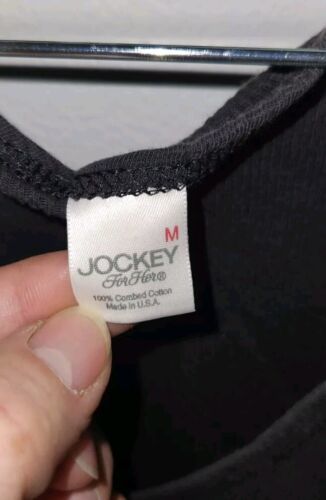 M
JOCKEY
For Her®
100% Combed Cotton
Made in U.S.A.